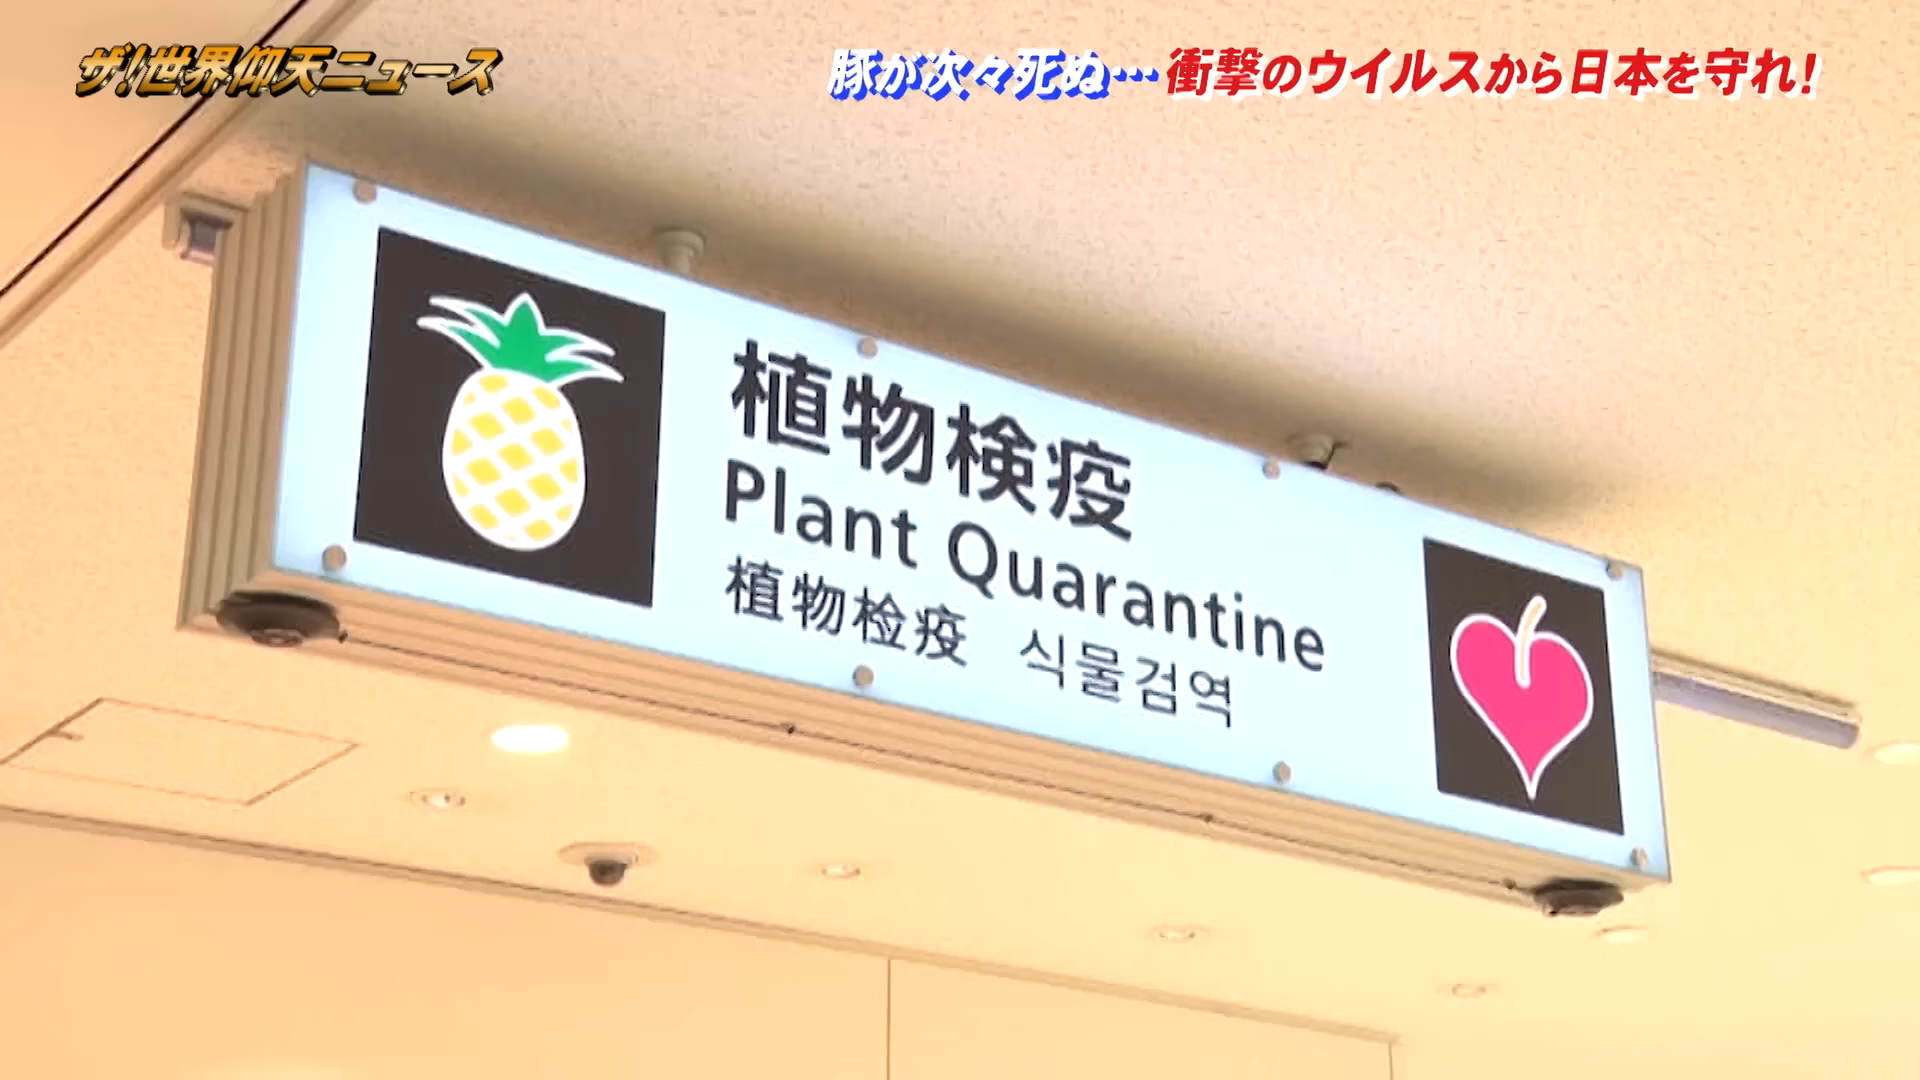 ザ!世界仰天ニュース
豚が次々死ぬ…衝撃のウイルスから日本を守れ!
植物検疫
Plant Quarantine
植物检疫 식물검역